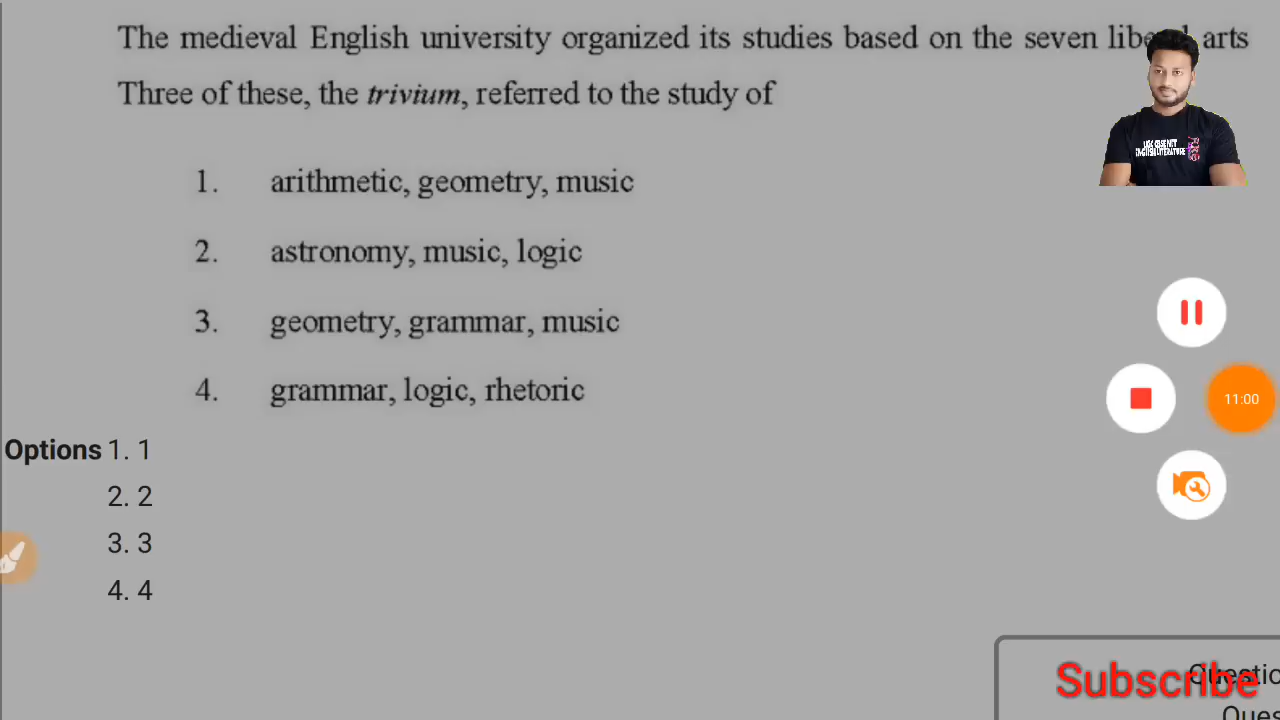 The medieval English university organized its studies based on the seven arts
Three of these, the trivium, referred to the study of
1. arithmetic, geometry, music
2. astronomy, music, logic
3. geometry, grammar, music
4. grammar, logic, rhetoric
Options 1. 1
2. 2
3. 3
4. 4
11:00
Subscribe